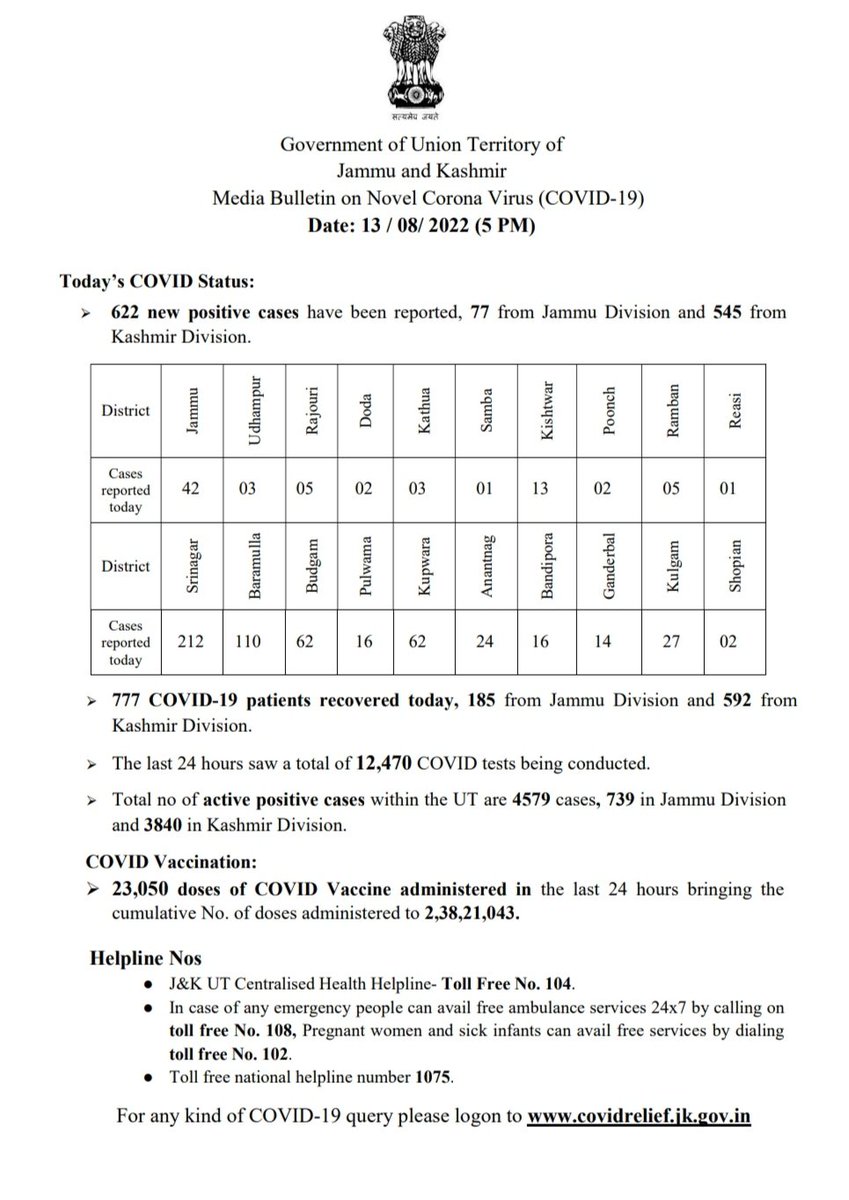 सत्यमेव जयते
Government of Union Territory of
Jammu and Kashmir
Media Bulletin on Novel Corona Virus (COVID-19)
Date: 13 / 08/ 2022 (5 PM)
Today’s COVID Status:
➢ 622 new positive cases have been reported, 77 from Jammu Division and 545 from
Kashmir Division.
District Jammu Udhampur Rajouri Doda Kathua Samba Kishtwar Poonch Ramban Reasi
Cases reported today 42 03 05 02 03 01 13 02 05 01
District Srinagar Baramulla Budgam Pulwama Kupwara Anantnag Bandipora Ganderbal Kulgam Shopian
Cases reported today 212 110 62 16 62 24 16 14 27 02
➢ 777 COVID-19 patients recovered today, 185 from Jammu Division and 592 from
Kashmir Division.
➢ The last 24 hours saw a total of 12,470 COVID tests being conducted.
➢ Total no of active positive cases within the UT are 4579 cases, 739 in Jammu Division
and 3840 in Kashmir Division.
COVID Vaccination:
➢ 23,050 doses of COVID Vaccine administered in the last 24 hours bringing the
cumulative No. of doses administered to 2,38,21,043.
Helpline Nos
● J&K UT Centralised Health Helpline- Toll Free No. 104.
● In case of any emergency people can avail free ambulance services 24x7 by calling on
toll free No. 108, Pregnant women and sick infants can avail free services by dialing
toll free No. 102.
● Toll free national helpline number 1075.
For any kind of COVID-19 query please logon to www.covidrelief.jk.gov.in